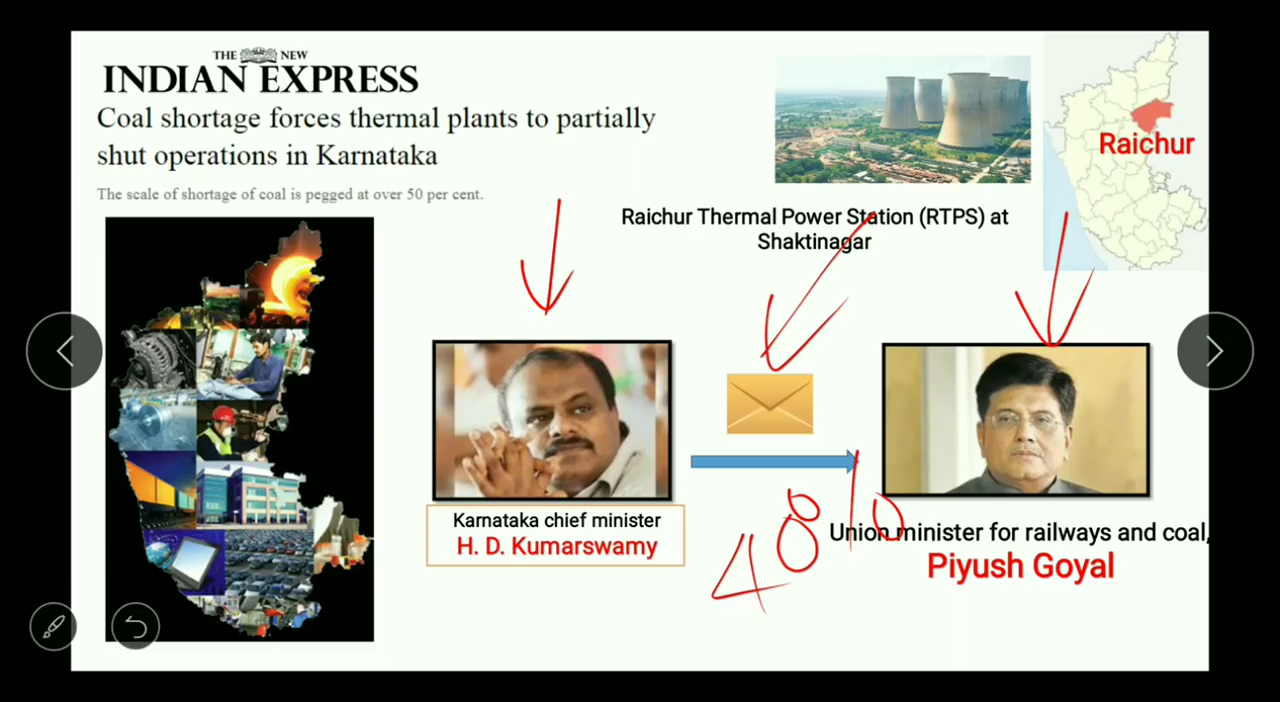 THE NEW
INDIAN EXPRESS
Coal shortage forces thermal plants to partially
shut operations in Karnataka
The scale of shortage of coal is pegged at over 50 per cent.
Raichur
Raichur Thermal Power Station (RTPS) at
Shaktinagar
Karnataka chief minister
H. D. Kumarswamy
40%
Union minister for railways and coal,
Piyush Goyal